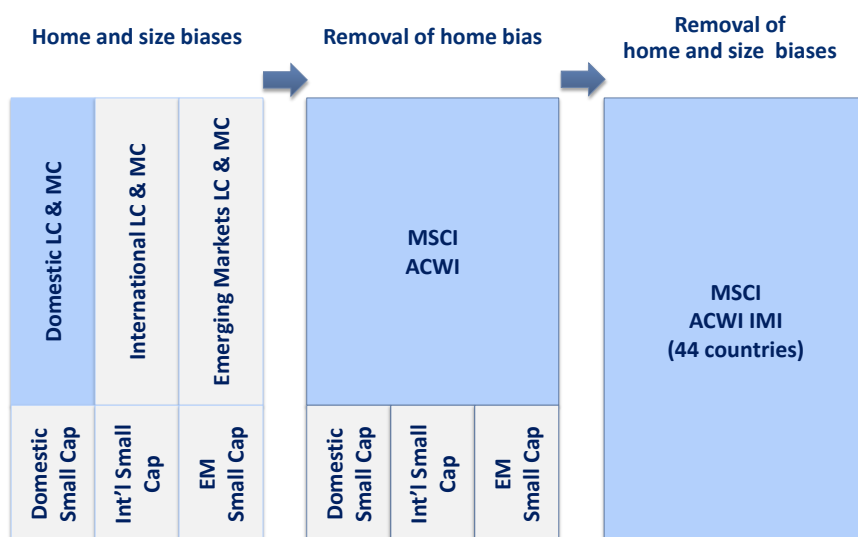 Home and size biases
Removal of home bias
Removal of
home and size biases
Domestic LC & MC
International LC & MC
Emerging Markets LC & MC
Domestic
Small Cap
Int'l Small
Cap
EM
Small Cap
MSCI
ACWI
Domestic
Small Cap
Int'l Small
Cap
EM
Small Cap
MSCI
ACWI IMI
(44 countries)